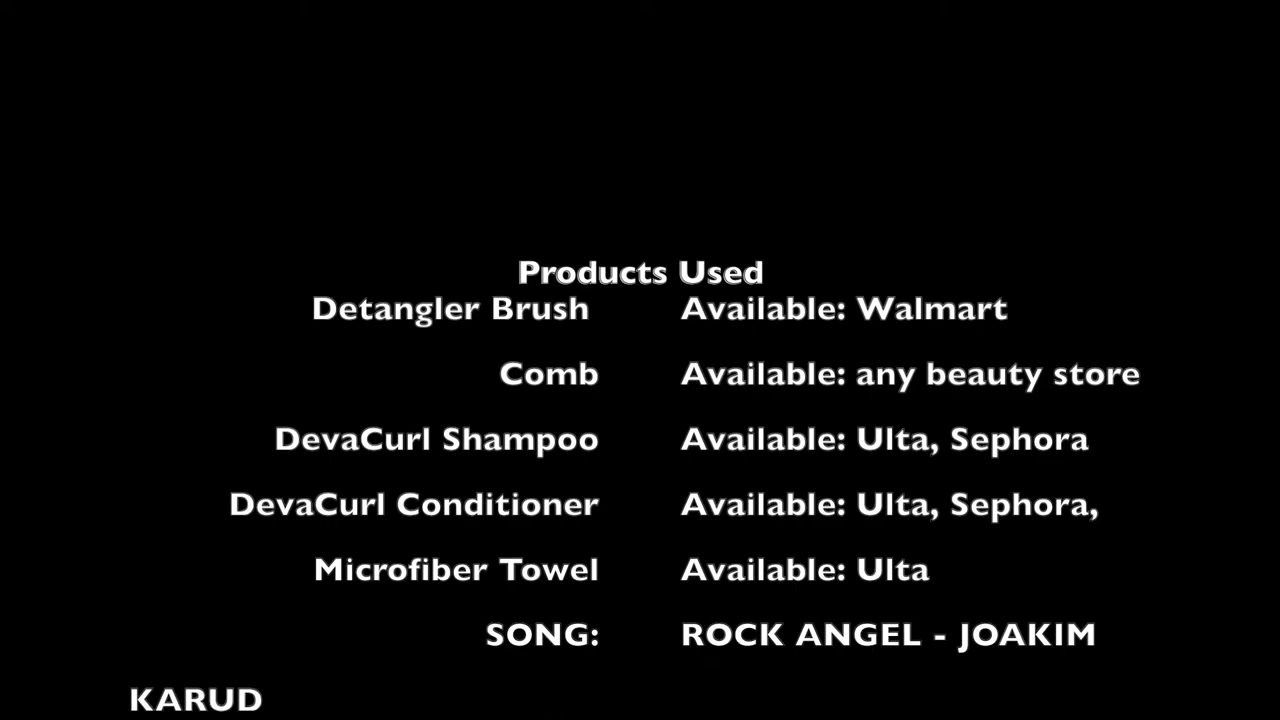 Products Used
Detangler Brush Available: Walmart
Comb Available: any beauty store
DevaCurl Shampoo Available: Ulta, Sephora
DevaCurl Conditioner Available: Ulta, Sephora,
Microfiber Towel Available: Ulta
SONG: ROCK ANGEL - JOAKIM
KARUD